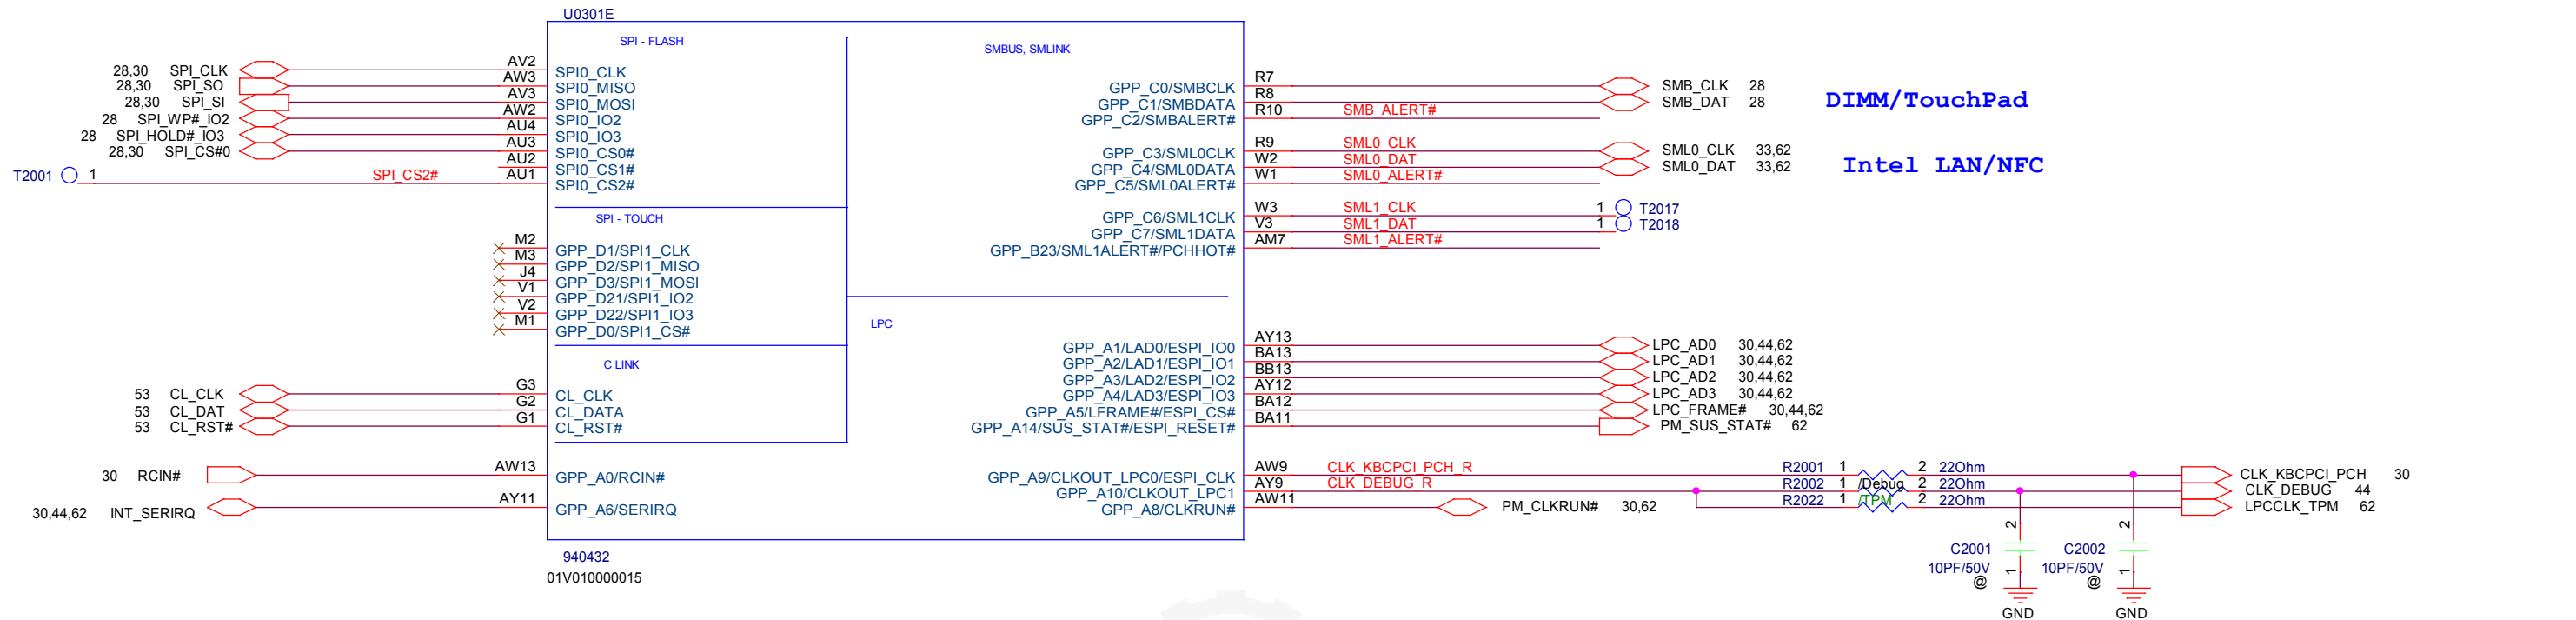 U0301E
SPI - FLASH
SMBUS, SMLINK
28,30 SPI_CLK AV2 SPI0_CLK
28,30 SPI_SO AW3 SPI0_MISO
28,30 SPI_SI AV3 SPI0_MOSI
28 SPI_WP#_IO2 AW2 SPI0_IO2
28 SPI_HOLD#_IO3 AU4 SPI0_IO3
28,30 SPI_CS#0 AU3 SPI0_CS0#
AU2 SPI0_CS1#
T2001 1 SPI_CS2# AU1 SPI0_CS2#
GPP_C0/SMBCLK R7 SMB_CLK 28
GPP_C1/SMBDATA R8 SMB_DAT 28
DIMM/TouchPad
GPP_C2/SMBALERT# R10 SMB_ALERT#
GPP_C3/SML0CLK R9 SML0_CLK SML0_CLK 33,62
GPP_C4/SML0DATA W2 SML0_DAT SML0_DAT 33,62
Intel LAN/NFC
GPP_C5/SML0ALERT# W1 SML0_ALERT#
GPP_C6/SML1CLK W3 SML1_CLK 1 T2017
GPP_C7/SML1DATA V3 SML1_DAT 1 T2018
GPP_B23/SML1ALERT#/PCHHOT# AM7 SML1_ALERT#
SPI - TOUCH
M2 GPP_D1/SPI1_CLK
M3 GPP_D2/SPI1_MISO
J4 GPP_D3/SPI1_MOSI
V1 GPP_D21/SPI1_IO2
V2 GPP_D22/SPI1_IO3
M1 GPP_D0/SPI1_CS#
LPC
C LINK
53 CL_CLK G3 CL_CLK
53 CL_DAT G2 CL_DATA
53 CL_RST# G1 CL_RST#
GPP_A1/LAD0/ESPI_IO0 AY13 LPC_AD0 30,44,62
GPP_A2/LAD1/ESPI_IO1 BA13 LPC_AD1 30,44,62
GPP_A3/LAD2/ESPI_IO2 BB13 LPC_AD2 30,44,62
GPP_A4/LAD3/ESPI_IO3 AY12 LPC_AD3 30,44,62
GPP_A5/LFRAME#/ESPI_CS# BA12 LPC_FRAME# 30,44,62
GPP_A14/SUS_STAT#/ESPI_RESET# BA11 PM_SUS_STAT# 62
30 RCIN# AW13 GPP_A0/RCIN#
30,44,62 INT_SERIRQ AY11 GPP_A6/SERIRQ
GPP_A9/CLKOUT_LPC0/ESPI_CLK AW9 CLK_KBCPCI_PCH_R R2001 1 2 22Ohm CLK_KBCPCI_PCH 30
GPP_A10/CLKOUT_LPC1 AY9 CLK_DEBUG_R R2002 1 /Debug 2 22Ohm CLK_DEBUG 44
R2022 1 /TPM 2 22Ohm LPCCLK_TPM 62
GPP_A8/CLKRUN# AW11 PM_CLKRUN# 30,62
2 2
C2001 C2002
10PF/50V 10PF/50V
1 1
@ @
GND GND
940432
01V010000015